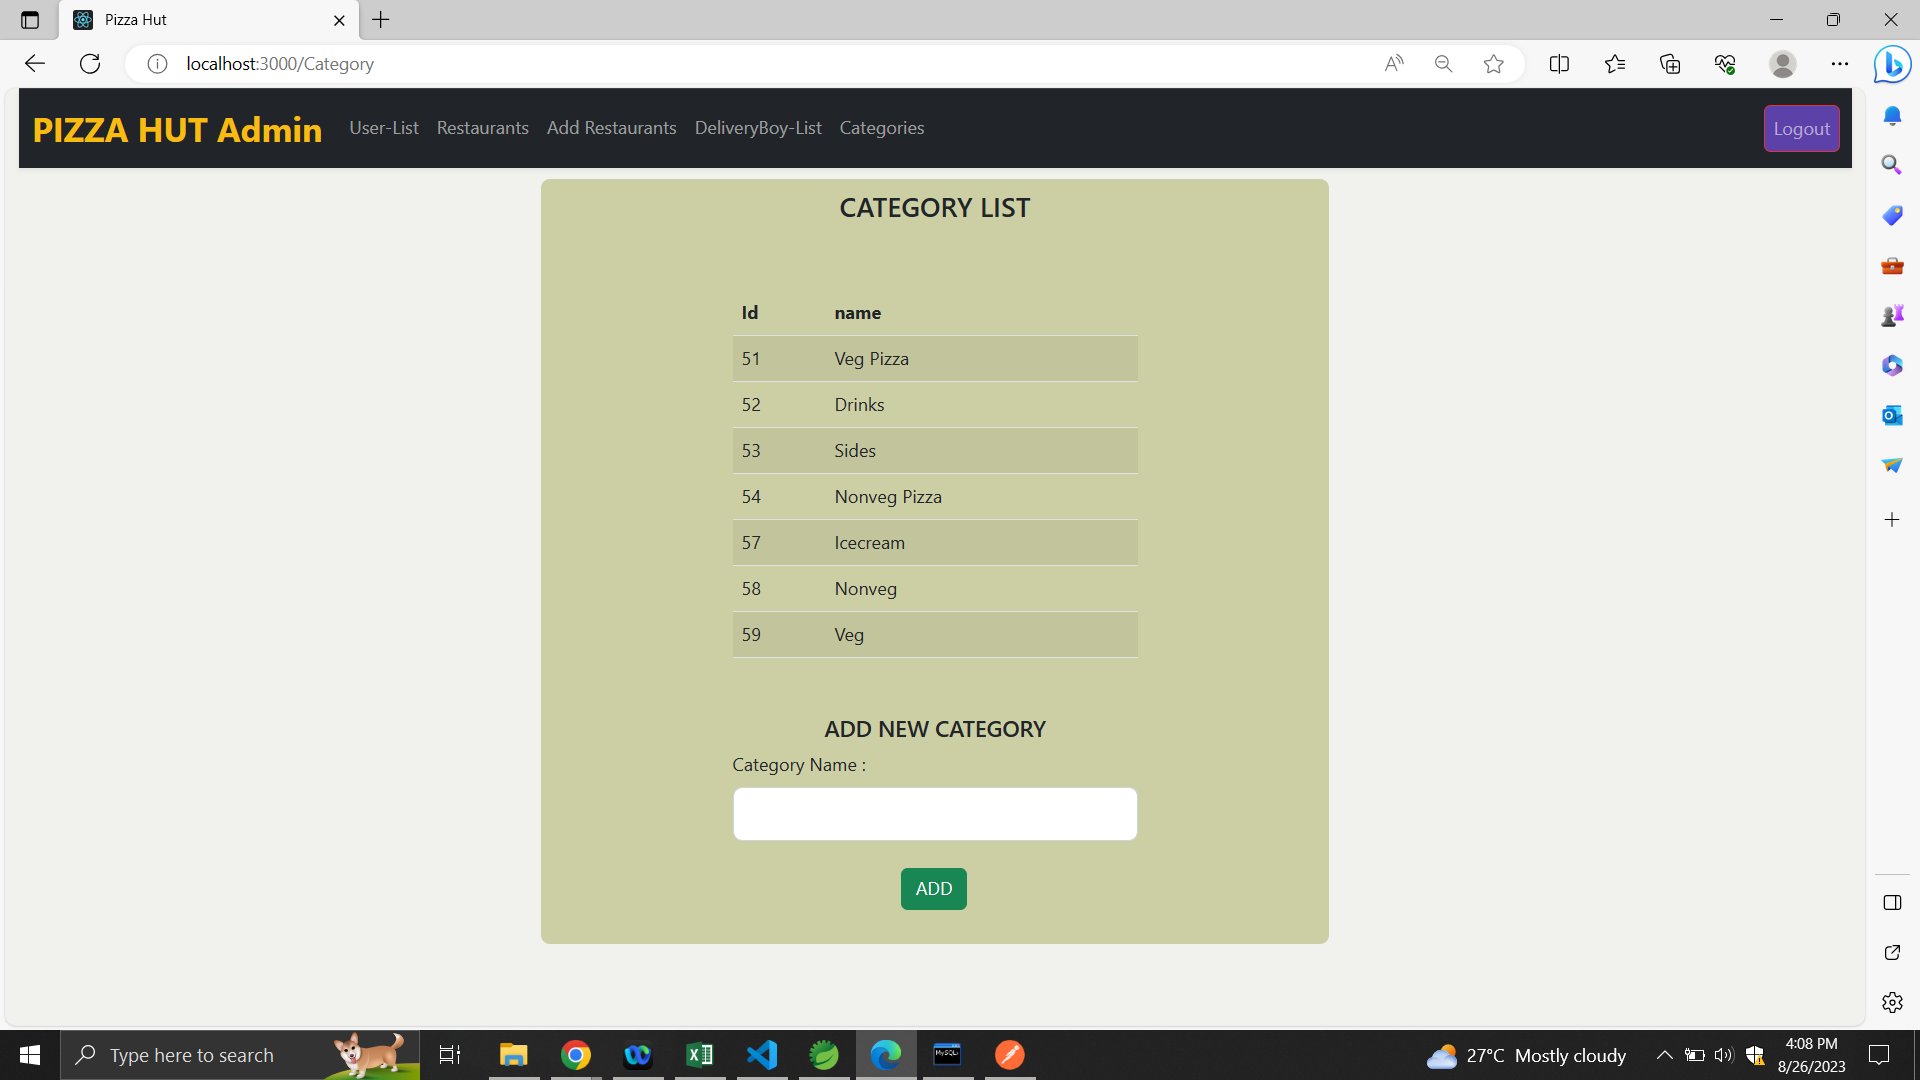 Pizza Hut
localhost:3000/Category
PIZZA HUT Admin User-List Restaurants Add Restaurants DeliveryBoy-List Categories Logout
CATEGORY LIST
Id name
51 Veg Pizza
52 Drinks
53 Sides
54 Nonveg Pizza
57 Icecream
58 Nonveg
59 Veg
ADD NEW CATEGORY
Category Name :
ADD
Type here to search
MySQL
27°C Mostly cloudy
4:08 PM
8/26/2023